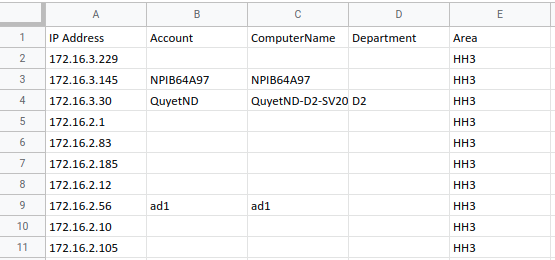 A B C D E
1 IP Address Account ComputerName Department Area
2 172.16.3.229 HH3
3 172.16.3.145 NPIB64A97 NPIB64A97 HH3
4 172.16.3.30 QuyetND QuyetND-D2-SV20 D2 HH3
5 172.16.2.1 HH3
6 172.16.2.83 HH3
7 172.16.2.185 HH3
8 172.16.2.12 HH3
9 172.16.2.56 ad1 ad1 HH3
10 172.16.2.10 HH3
11 172.16.2.105 HH3